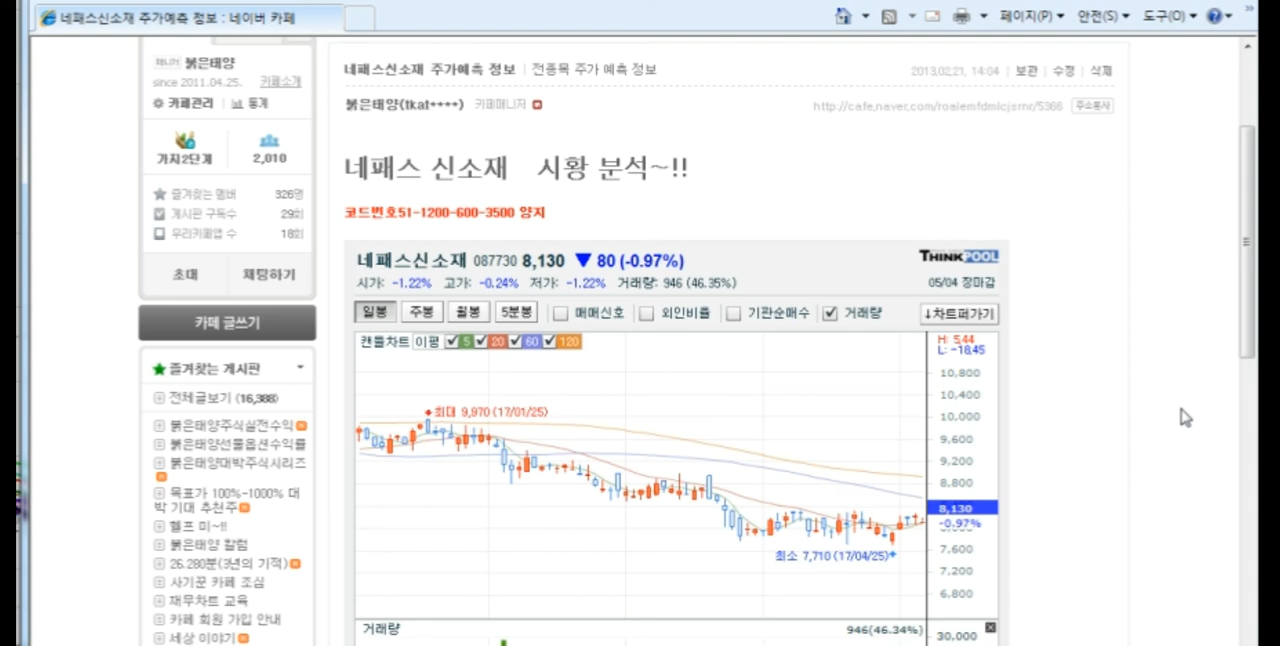 네패스신소재 주가예측 정보 : 네이버 카페
페이지(P) 안전(S) 도구(O)
매니저 붉은태양
since 2011.04.25. 카페소개
카페관리 통계
가지2단계 2,010
즐겨찾는 멤버 326명
게시판 구독수 29회
우리카페앱 수 18회
초대 채팅하기
카페 글쓰기
즐겨찾는 게시판
전체글보기 (16,388)
붉은태양주식실전수익
붉은태양선물옵션수익률
붉은태양대박주식시리즈
목표가 100%-1000% 대
박 기대 추천주
헬프 미~!!
붉은태양 칼럼
26.280분(3년의 기적)
사기꾼 카페 조심
재무차트 교육
카페 회원 가입 안내
세상 이야기
네패스신소재 주가예측 정보 | 전종목 주가 예측 정보
2013.02.21. 14:04 | 보관 | 수정 | 삭제
붉은태양(tkat****) 카페매니저
http://cafe.naver.com/roalemfdmlcjsrnr/5366 주소복사
네패스 신소재 시황 분석~!!
코드번호51-1200-600-3500 양지
네패스신소재 087730 8,130 ▼ 80 (-0.97%)
THINKPOOL
시가: -1.22% 고가: -0.24% 저가: -1.22% 거래량: 946 (46.35%)
05/04 장마감
일봉 주봉 월봉 5분봉 매매신호 외인비율 기관순매수 거래량 ↓차트퍼가기
캔들차트 이평 5 20 60 120
H: 5.44
L: -18.45
10,800
10,400
최대 9,970 (17/01/25)
10,000
9,600
9,200
8,800
8,130
-0.97%
최소 7,710 (17/04/25)
7,600
7,200
6,800
거래량 946(46.34%)
30,000